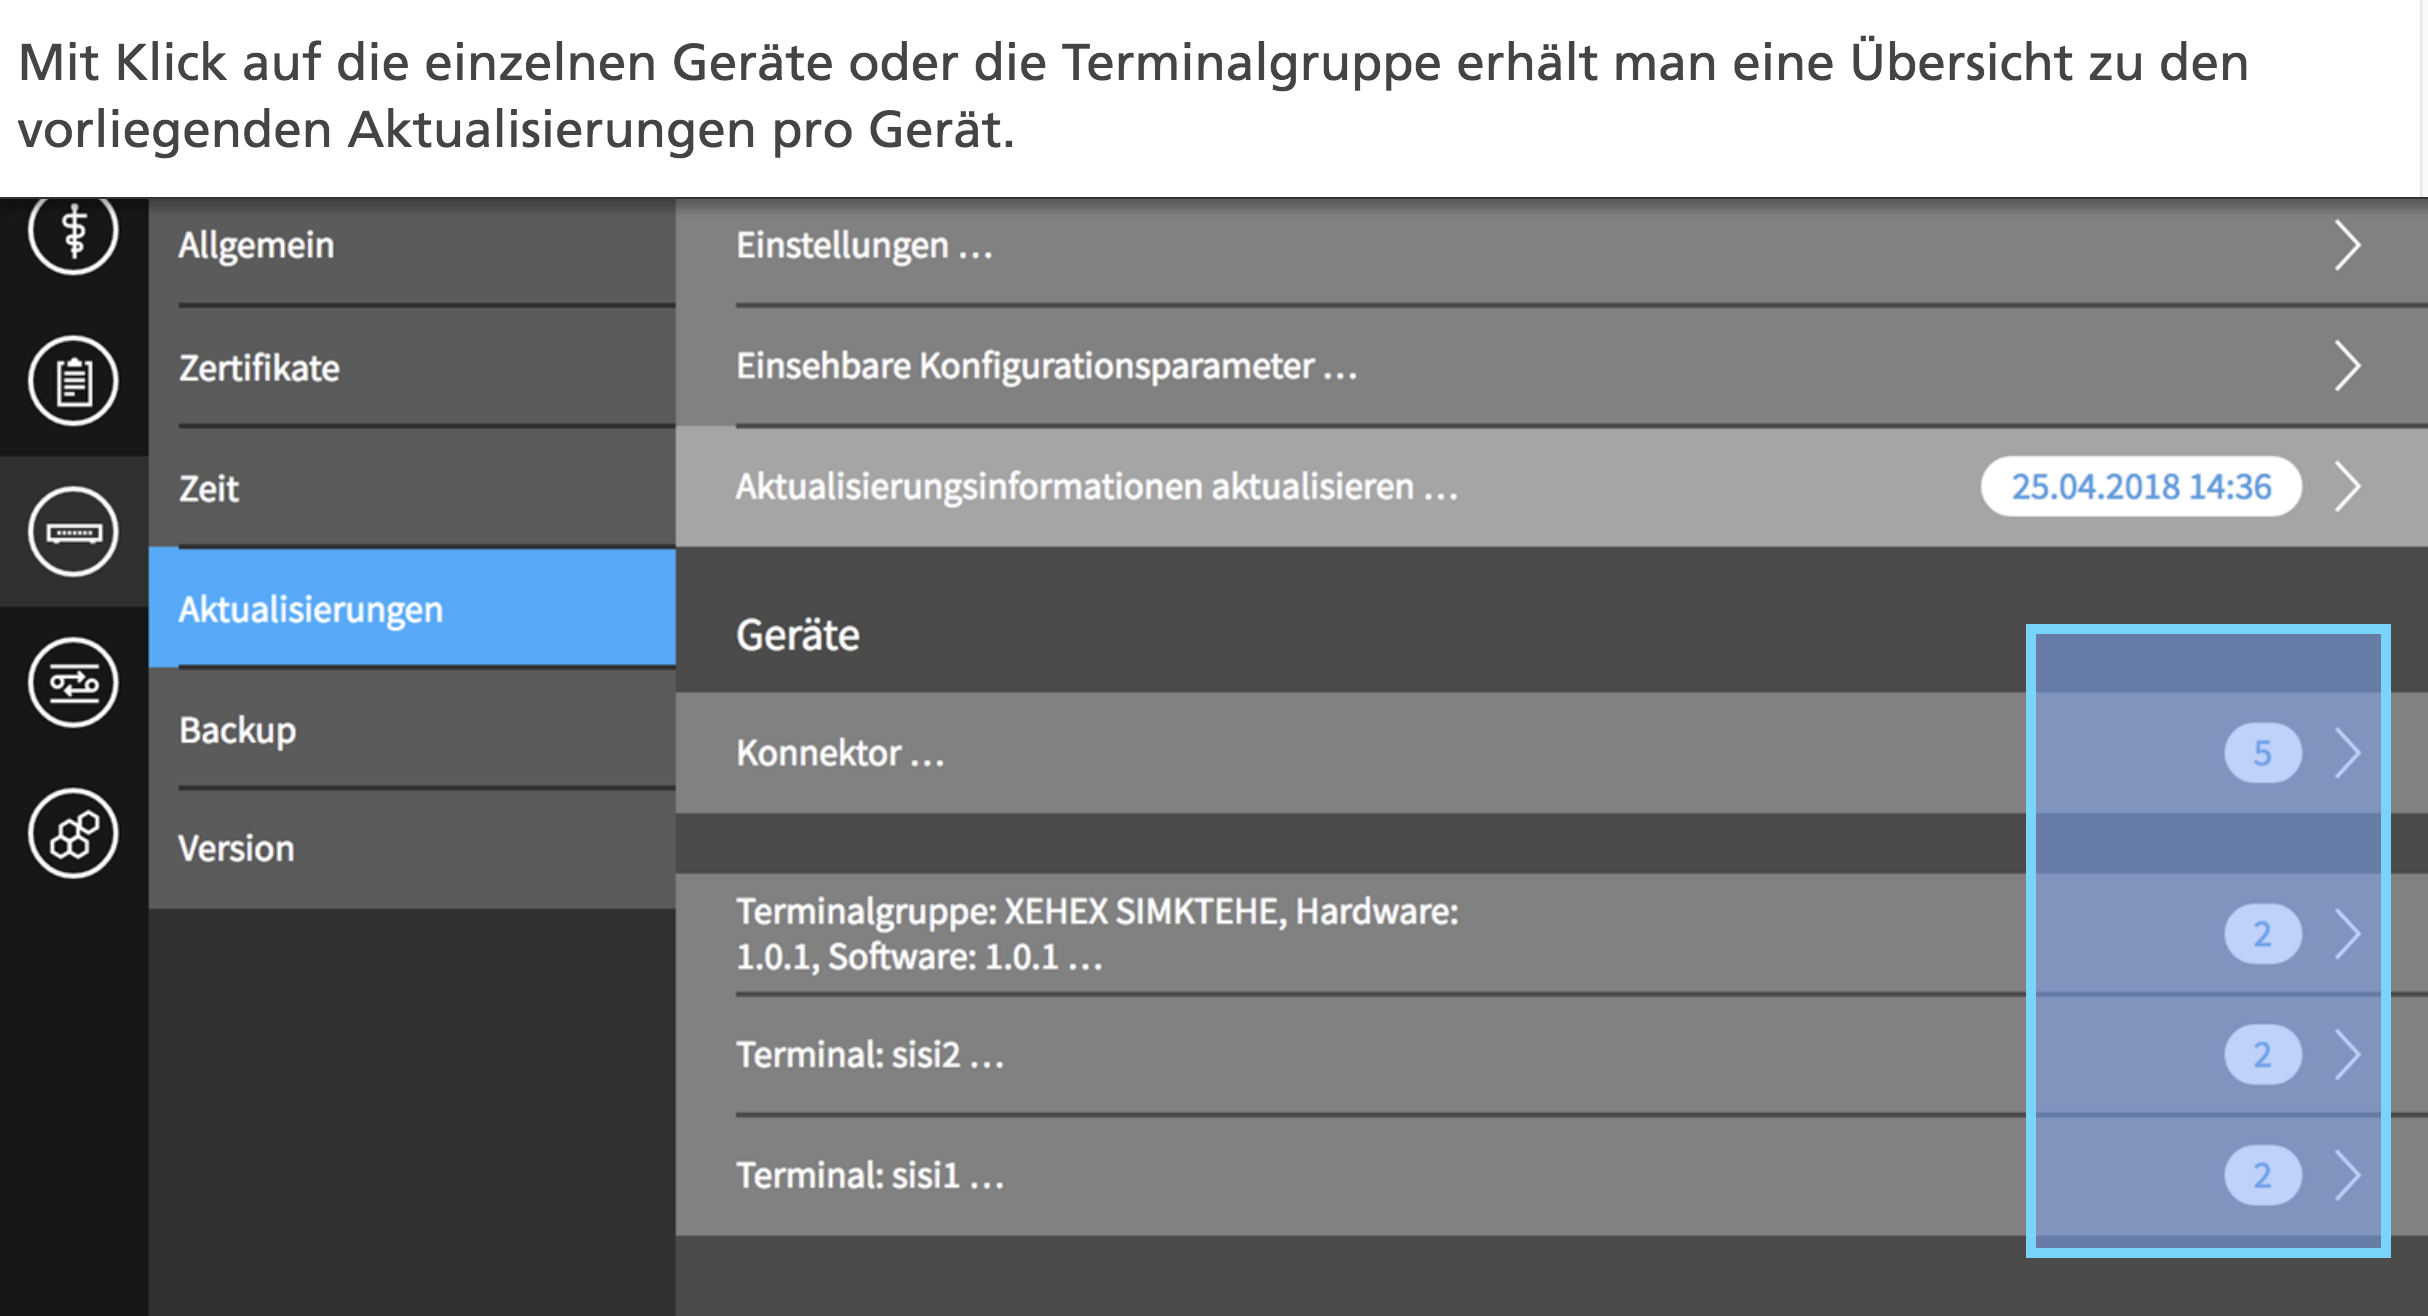 Mit Klick auf die einzelnen Geräte oder die Terminalgruppe erhält man eine Übersicht zu den
vorliegenden Aktualisierungen pro Gerät.
Allgemein
Zertifikate
Zeit
Aktualisierungen
Backup
Version
Einstellungen ...
Einsehbare Konfigurationsparameter ...
Aktualisierungsinformationen aktualisieren ... 25.04.2018 14:36
Geräte
Konnektor ... 5
Terminalgruppe: XEHEX SIMKTEHE, Hardware:
1.0.1, Software: 1.0.1 ... 2
Terminal: sisi2 ... 2
Terminal: sisi1 ... 2